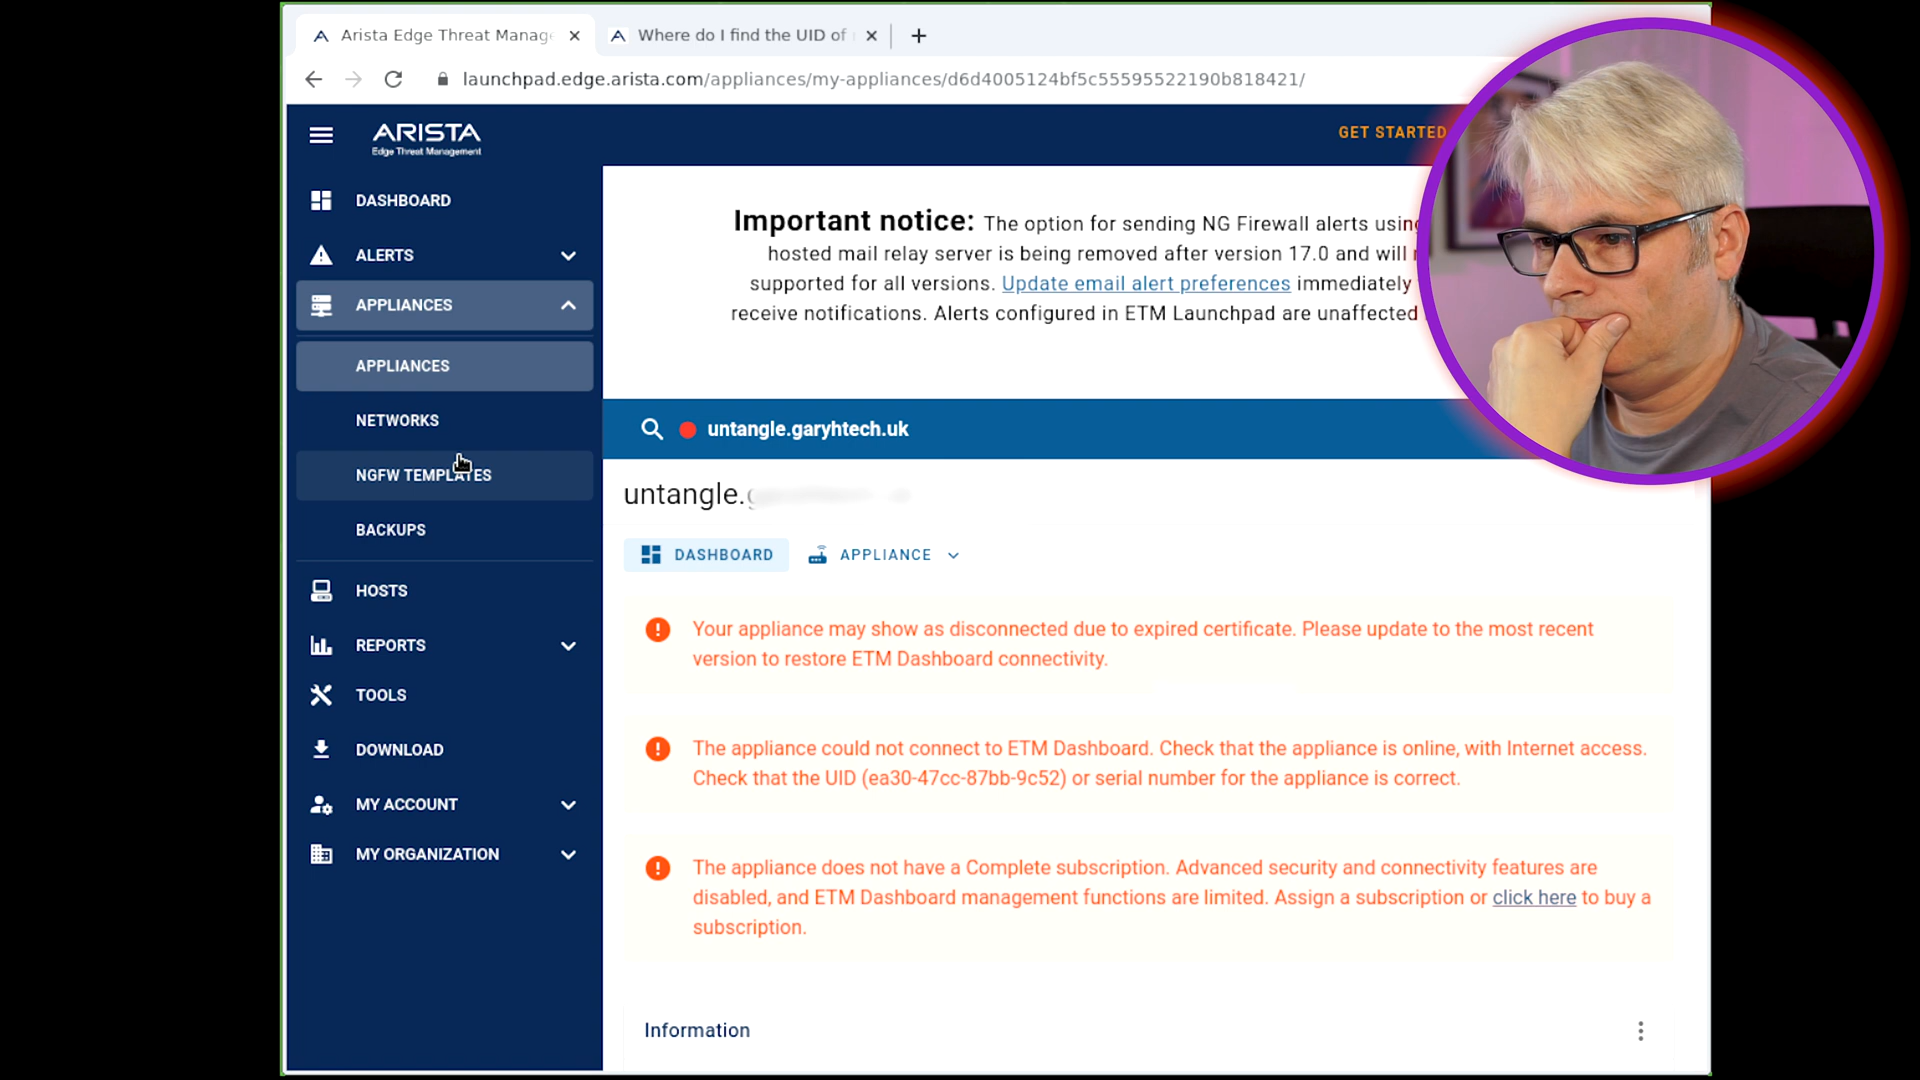 Arista Edge Threat Manag
Where do I find the UID of
launchpad.edge.arista.com/appliances/my-appliances/d6d4005124bf5c55595522190b818421/
ARISTA
Edge Threat Management
GET STARTED
DASHBOARD
ALERTS
APPLIANCES
APPLIANCES
NETWORKS
NGFW TEMPLATES
BACKUPS
HOSTS
REPORTS
TOOLS
DOWNLOAD
MY ACCOUNT
MY ORGANIZATION
Important notice: The option for sending NG Firewall alerts using
hosted mail relay server is being removed after version 17.0 and will
supported for all versions. Update email alert preferences immediately
receive notifications. Alerts configured in ETM Launchpad are unaffected
untangle.garyhtech.uk
untangle.
DASHBOARD
APPLIANCE
Your appliance may show as disconnected due to expired certificate. Please update to the most recent
version to restore ETM Dashboard connectivity.
The appliance could not connect to ETM Dashboard. Check that the appliance is online, with Internet access.
Check that the UID (ea30-47cc-87bb-9c52) or serial number for the appliance is correct.
The appliance does not have a Complete subscription. Advanced security and connectivity features are
disabled, and ETM Dashboard management functions are limited. Assign a subscription or click here to buy a
subscription.
Information